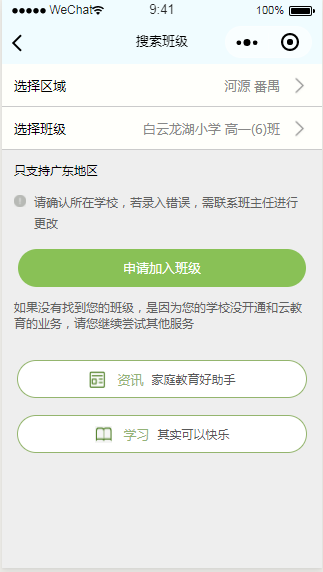 WeChat 9:41 100%
搜索班级
选择区域 河源 番禺
选择班级 白云龙湖小学 高一(6)班
只支持广东地区
请确认所在学校，若录入错误，需联系班主任进行
更改
申请加入班级
如果没有找到您的班级，是因为您的学校没开通和云教
育的业务，请您继续尝试其他服务
资讯 家庭教育好助手
学习 其实可以快乐